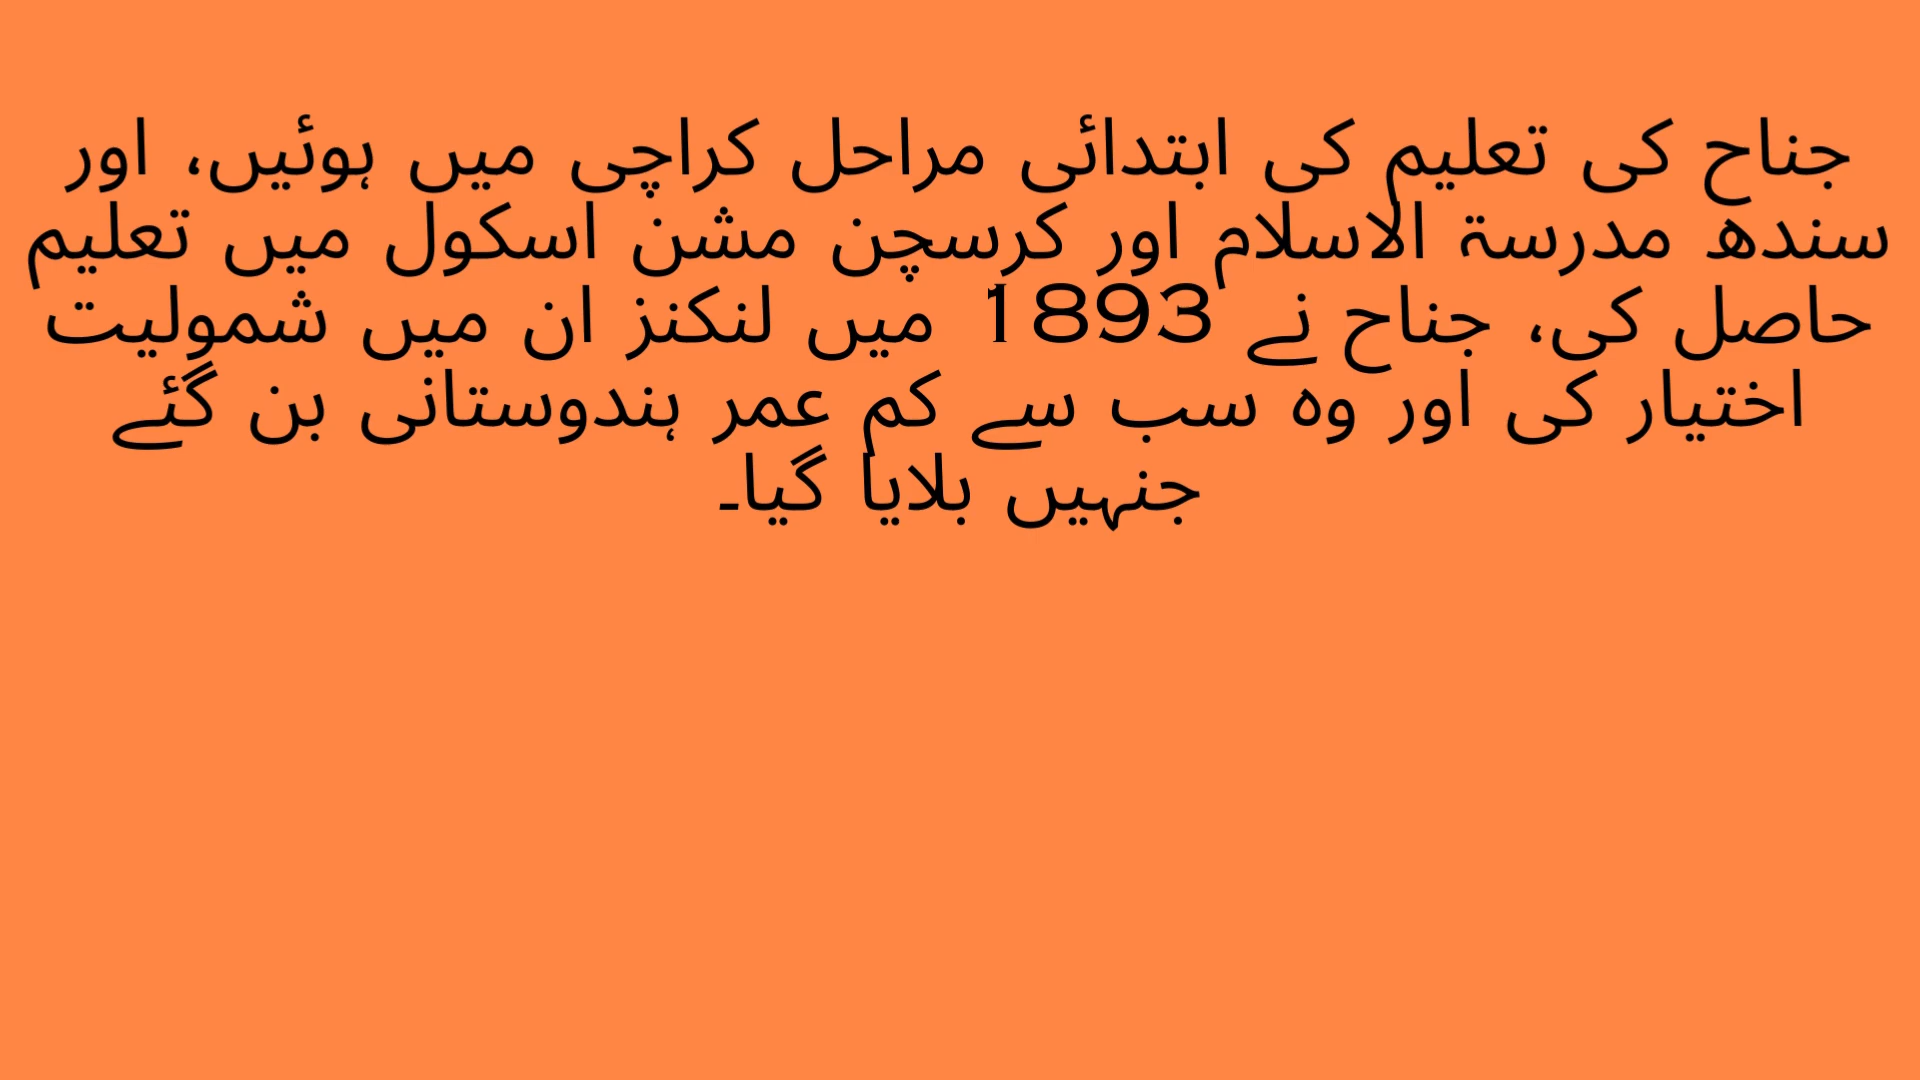 جناح کی تعلیم کی ابتدائی مراحل کراچی میں ہوئیں، اور
سندھ مدرسۃ الاسلام اور کرسچن مشن اسکول میں تعلیم
حاصل کی، جناح نے 1893 میں لنکنز ان میں شمولیت
اختیار کی اور وہ سب سے کم عمر ہندوستانی بن گئے
جنہیں بلایا گیا۔